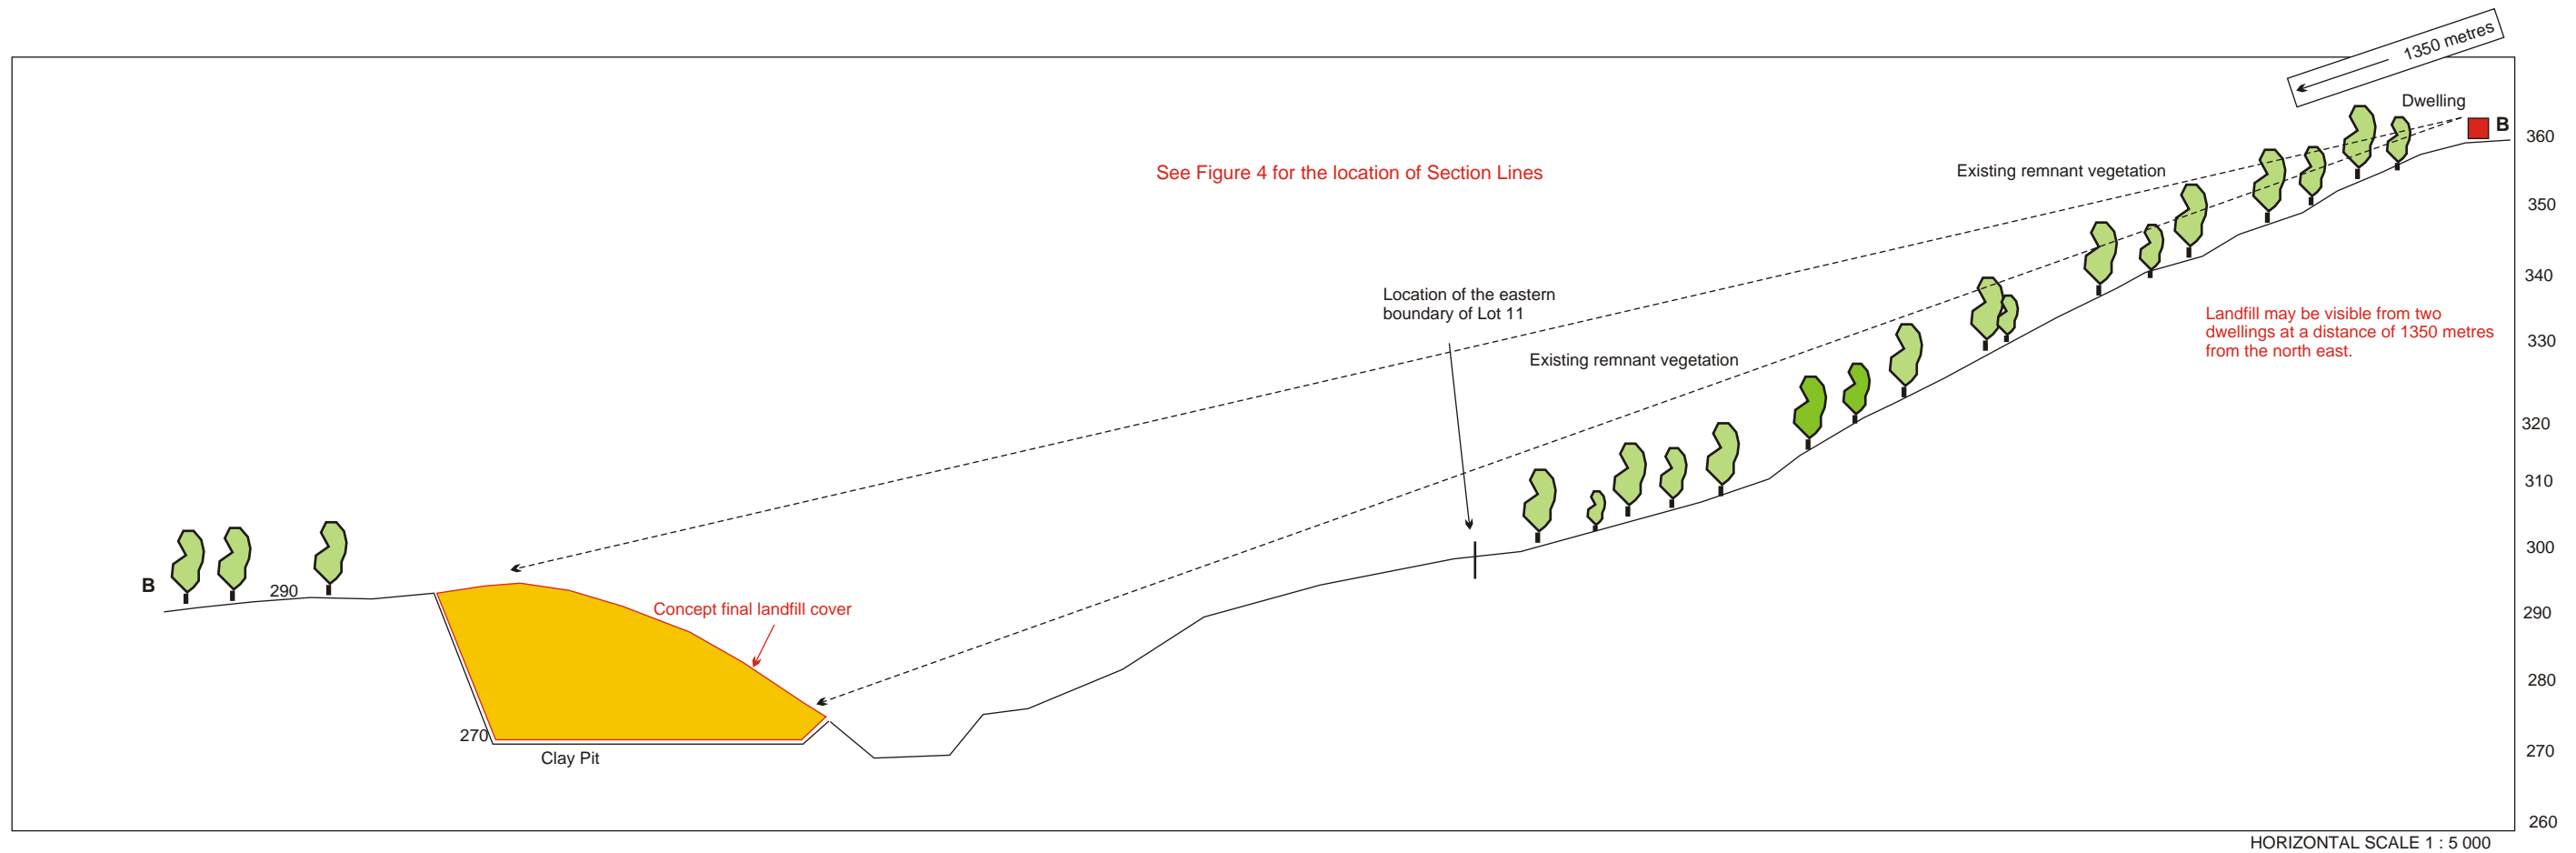 1350 metres
Dwelling
B
360
See Figure 4 for the location of Section Lines
Existing remnant vegetation
350
340
Location of the eastern
boundary of Lot 11
Landfill may be visible from two
dwellings at a distance of 1350 metres
from the north east.
330
Existing remnant vegetation
320
310
300
B
290
Concept final landfill cover
290
280
270
Clay Pit
270
260
HORIZONTAL SCALE 1 : 5 000